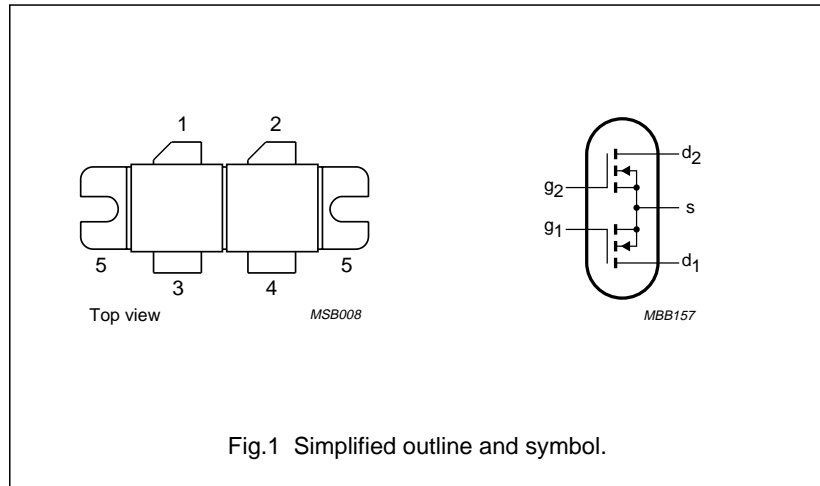 1 2
5 5
3 4
Top view MSB008
d2
g2
s
g1
d1
MBB157
Fig.1 Simplified outline and symbol.